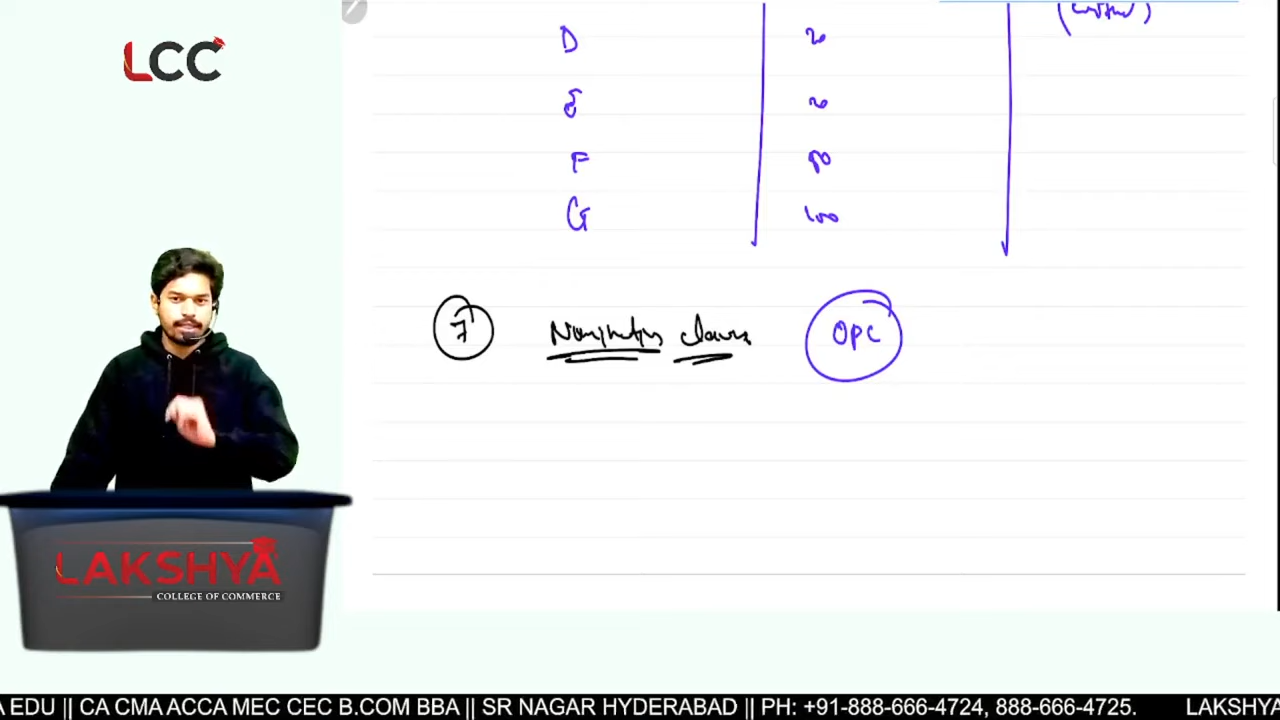 LCC
D 20
E 20
F 80
G 100
7 Nomination clause OPC
LAKSHYA
COLLEGE OF COMMERCE
A EDU || CA CMA ACCA MEC CEC B.COM BBA || SR NAGAR HYDERABAD || PH: +91-888-666-4724, 888-666-4725. LAKSHYA